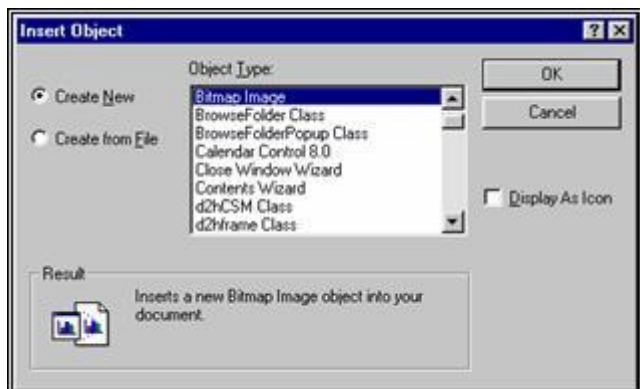 Insert Object
Object Type:
Create New
Create from File
Bitmap Image
BrowseFolder Class
BrowseFolderPopup Class
Calendar Control 8.0
Close Window Wizard
Contents Wizard
d2hCSM Class
d2hframe Class
OK
Cancel
Display As Icon
Result
Inserts a new Bitmap Image object into your
document.